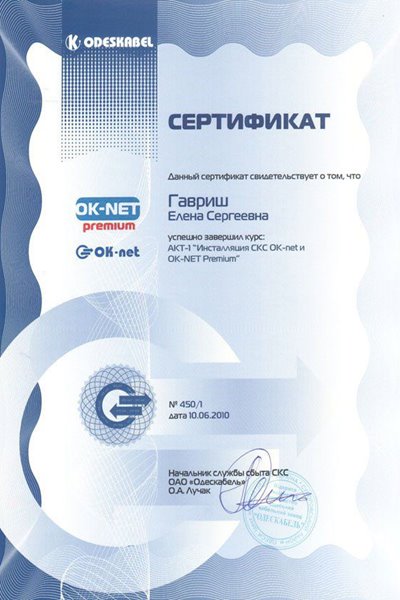 ODESKABEL
СЕРТИФИКАТ
Данный сертификат свидетельствует о том, что
Гавриш
Елена Сергеевна
OK-NET
premium
OK-net
успешно завершил курс:
АКТ-1 "Инсталляция СКС OK-net и
OK-NET Premium"
№ 450/1
дата 10.06.2010
Начальник службы сбыта СКС
ОАО «Одескабель»
О.А. Лучак
"ОДЕСКАБЕЛЬ"